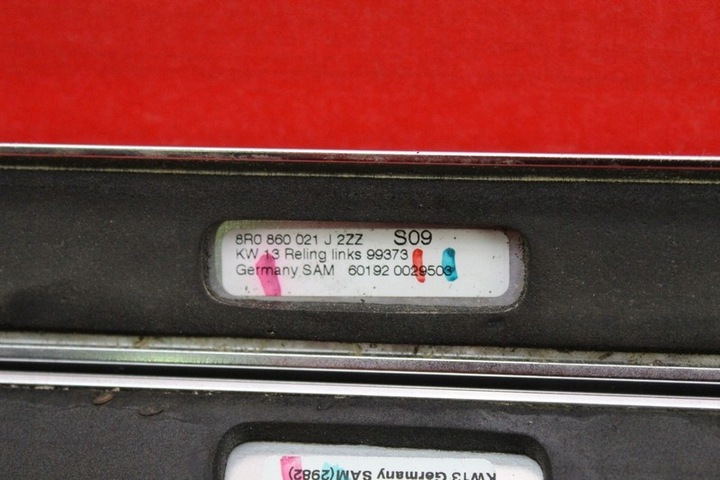 8R0 860 021 J 2ZZ S09
KW 13 Reling links 99373
Germany SAM 60192 0029503
KW13 Germany SAM(2982)